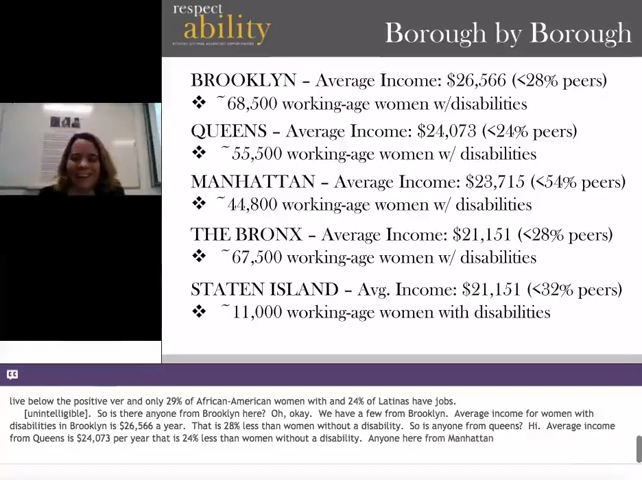 respect
ability
Borough by Borough
BROOKLYN – Average Income: $26,566 (<28% peers)
❖ ~68,500 working-age women w/disabilities
QUEENS – Average Income: $24,073 (<24% peers)
❖ ~55,500 working-age women w/ disabilities
MANHATTAN – Average Income: $23,715 (<54% peers)
❖ ~44,800 working-age women w/ disabilities
THE BRONX – Average Income: $21,151 (<28% peers)
❖ ~67,500 working-age women w/ disabilities
STATEN ISLAND – Avg. Income: $21,151 (<32% peers)
❖ ~11,000 working-age women with disabilities
live below the positive ver and only 29% of African-American women with and 24% of Latinas have jobs.
[unintelligible]. So is there anyone from Brooklyn here? Oh, okay. We have a few from Brooklyn. Average income for women with
disabilities in Brooklyn is $26,566 a year. That is 28% less than women without a disability. So is anyone from queens? Hi. Average income
from Queens is $24,073 per year that is 24% less than women without a disability. Anyone here from Manhattan